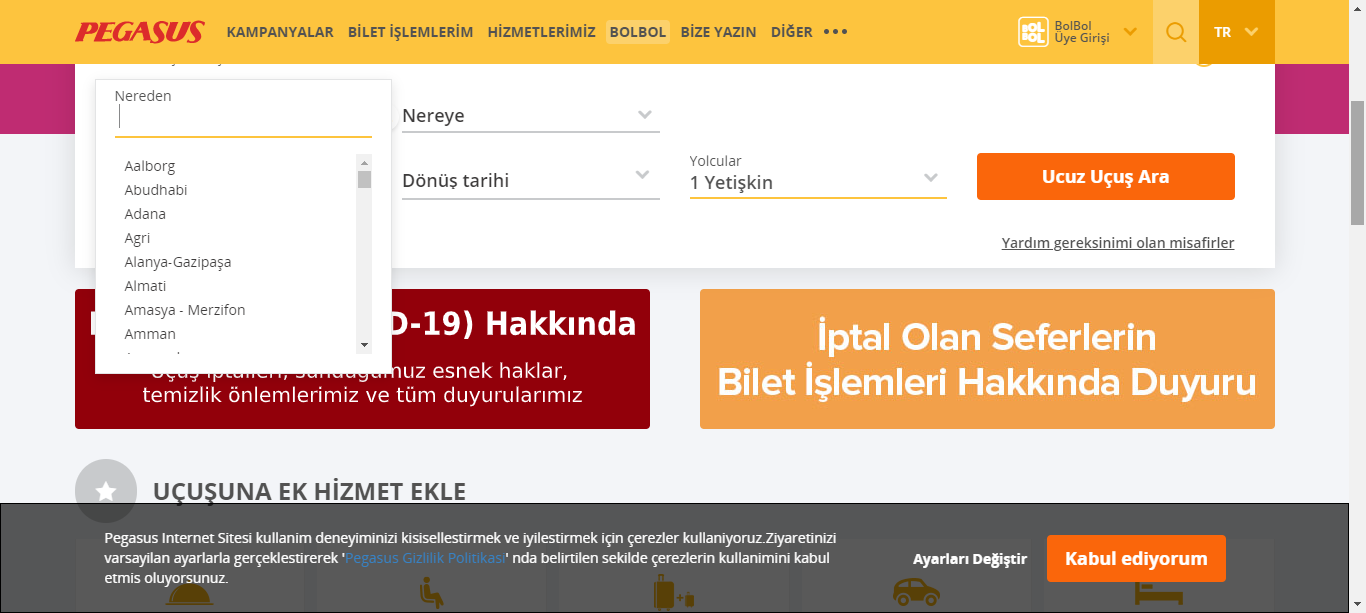 PEGASUS KAMPANYALAR BİLET İŞLEMLERİM HİZMETLERİMİZ BOLBOL BİZE YAZIN DİĞER •••
BOL
BOL
BolBol
Üye Girişi
TR
Nereden
Aalborg
Abudhabi
Adana
Agri
Alanya-Gazipaşa
Almati
Amasya - Merzifon
Amman
Nereye
Dönüş tarihi
Yolcular
1 Yetişkin
Ucuz Uçuş Ara
Yardım gereksinimi olan misafirler
D-19) Hakkında
Uçuş iptalleri, sunduğumuz esnek haklar,
temizlik önlemlerimiz ve tüm duyurularımız
İptal Olan Seferlerin
Bilet İşlemleri Hakkında Duyuru
UÇUŞUNA EK HİZMET EKLE
Pegasus Internet Sitesi kullanim deneyiminizi kisisellestirmek ve iyilestirmek için çerezler kullaniyoruz.Ziyaretinizi
varsayilan ayarlarla gerçeklestirerek 'Pegasus Gizlilik Politikasi' nda belirtilen sekilde çerezlerin kullanimini kabul
etmis oluyorsunuz.
Ayarları Değiştir
Kabul ediyorum